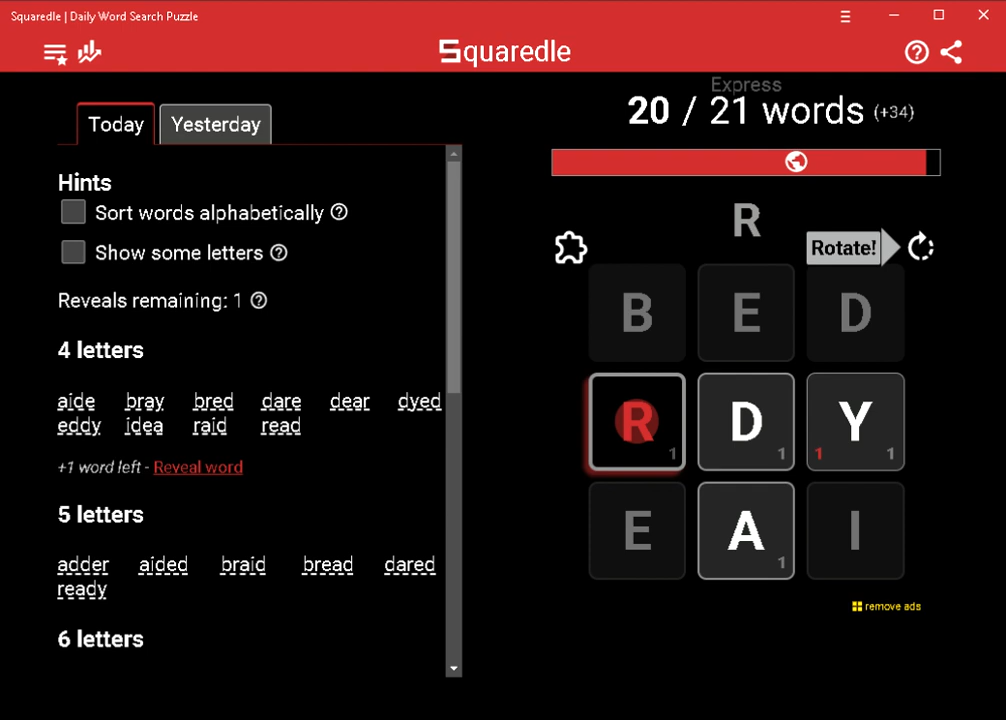 Squaredle | Daily Word Search Puzzle
Squaredle
Today Yesterday
Express
20 / 21 words (+34)
Hints
Sort words alphabetically
Show some letters
Reveals remaining: 1
4 letters
aide bray bred dare dear dyed
eddy idea raid read
+1 word left - Reveal word
5 letters
adder aided braid bread dared
ready
6 letters
R
Rotate!
B E D
R 1 D 1 1 Y 1
E A 1 I
remove ads